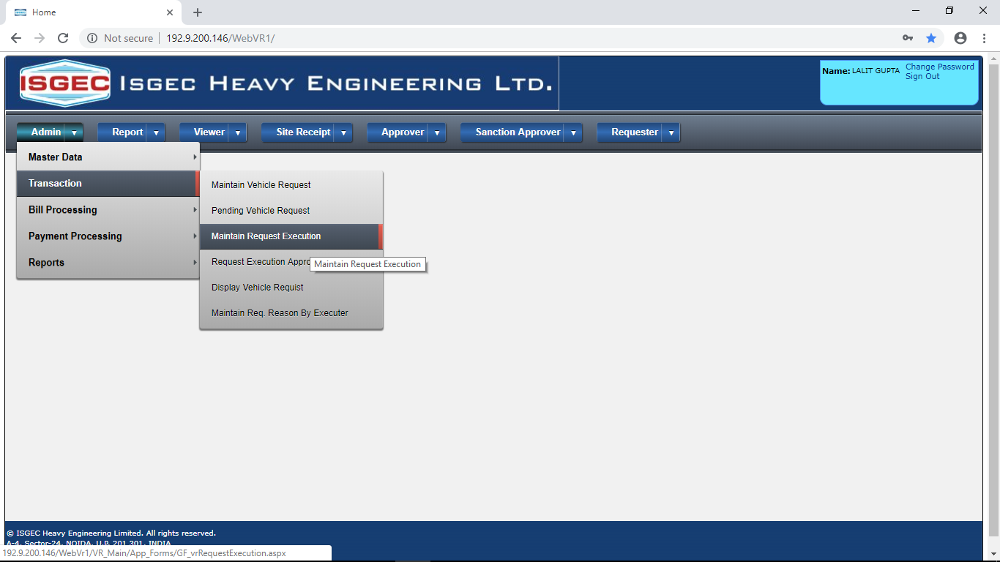 Home
Not secure
192.9.200.146/WebVR1/
ISGEC
ISGEC HEAVY ENGINEERING LTD.
Name: LALIT GUPTA
Change Password
Sign Out
Admin
Report
Viewer
Site Receipt
Approver
Sanction Approver
Requester
Master Data
Transaction
Bill Processing
Payment Processing
Reports
Maintain Vehicle Request
Pending Vehicle Request
Maintain Request Execution
Request Execution Appro
Maintain Request Execution
Display Vehicle Requist
Maintain Req. Reason By Executer
© ISGEC Heavy Engineering Limited. All rights reserved.
A-4, Sector-24, NOIDA, U.P. 201 301, INDIA
192.9.200.146/WebVr1/VR_Main/App_Forms/GF_vrRequestExecution.aspx